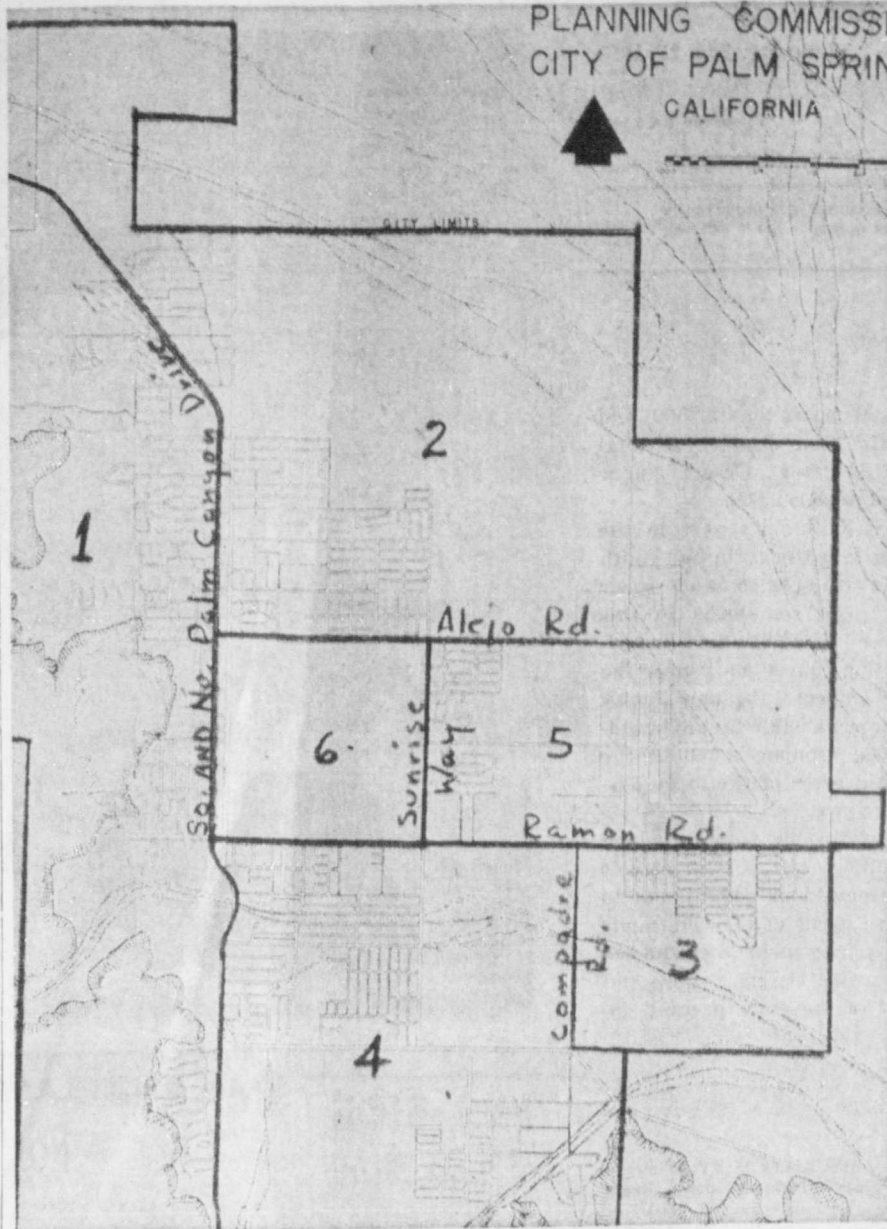 PLANNING COMMISSI
CITY OF PALM SPRIN
CALIFORNIA
CITY LIMITS
Drive
2
1
So. AND No. Palm Canyon
Alejo Rd.
6.
Sunrise
Way
5
Ramon Rd.
Compadre
Rd.
3
4